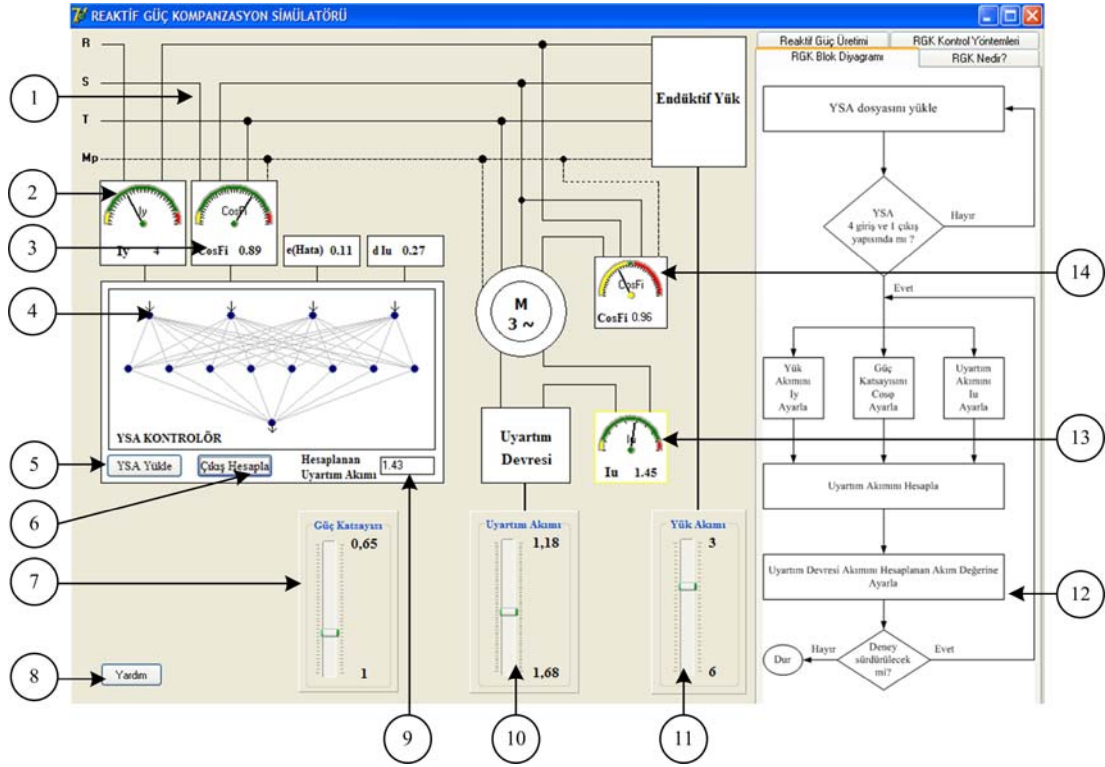 REAKTİF GÜÇ KOMPANZASYON SİMÜLATÖRÜ
R
S
T
Mp
Endüktif Yük
Iy
Iy 4
CosFi
CosFi 0.89
e(Hata) 0.11
d Iu 0.27
YSA KONTROLÖR
YSA Yükle
Çıkış Hesapla
Hesaplanan
Uyartım Akımı
1.43
M
3 ~
CosFi
CosFi 0.96
Uyartım
Devresi
Iu
Iu 1.45
Güç Katsayısı
0,65
1
Uyartım Akımı
1,18
1,68
Yük Akımı
3
6
Yardım
Reaktif Güç Üretimi
RGK Kontrol Yöntemleri
RGK Blok Diyagramı
RGK Nedir?
YSA dosyasını yükle
YSA
4 giriş ve 1 çıkış
yapısında mı ?
Hayır
Evet
Yük
Akımını
Iy
Ayarla
Güç
Katsayısını
Cosφ
Ayarla
Uyartım
Akımını
Iu
Ayarla
Uyartım Akımını Hesapla
Uyartım Devresi Akımını Hesaplanan Akım Değerine
Ayarla
Deney
sürdürülecek
mi?
Hayır
Evet
Dur
1
2
3
4
5
6
7
8
9
10
11
12
13
14